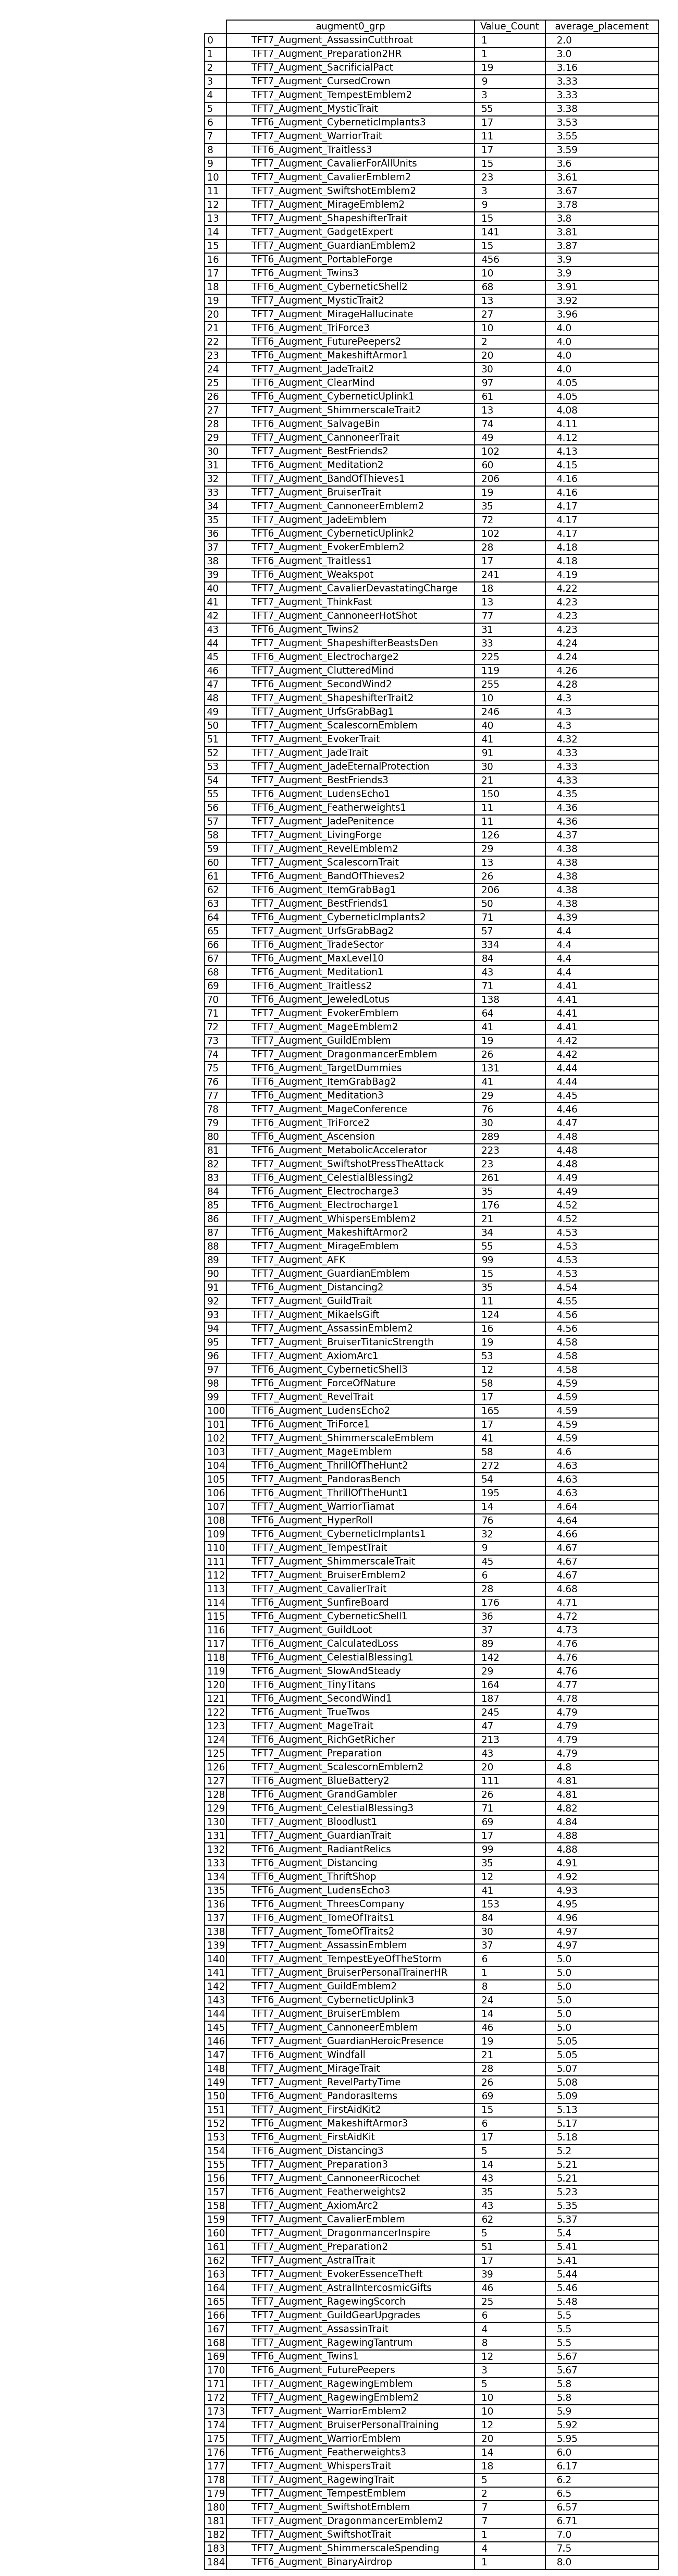 augment0_grp Value_Count average_placement
0 TFT7_Augment_AssassinCutthroat 1 2.0
1 TFT7_Augment_Preparation2HR 1 3.0
2 TFT7_Augment_SacrificialPact 19 3.16
3 TFT7_Augment_CursedCrown 9 3.33
4 TFT7_Augment_TempestEmblem2 3 3.33
5 TFT7_Augment_MysticTrait 55 3.38
6 TFT6_Augment_CyberneticImplants3 17 3.53
7 TFT7_Augment_WarriorTrait 11 3.55
8 TFT6_Augment_Traitless3 17 3.59
9 TFT7_Augment_CavalierForAllUnits 15 3.6
10 TFT7_Augment_CavalierEmblem2 23 3.61
11 TFT7_Augment_SwiftshotEmblem2 3 3.67
12 TFT7_Augment_MirageEmblem2 9 3.78
13 TFT7_Augment_ShapeshifterTrait 15 3.8
14 TFT7_Augment_GadgetExpert 141 3.81
15 TFT7_Augment_GuardianEmblem2 15 3.87
16 TFT6_Augment_PortableForge 456 3.9
17 TFT6_Augment_Twins3 10 3.9
18 TFT6_Augment_CyberneticShell2 68 3.91
19 TFT7_Augment_MysticTrait2 13 3.92
20 TFT7_Augment_MirageHallucinate 27 3.96
21 TFT6_Augment_TriForce3 10 4.0
22 TFT7_Augment_FuturePeepers2 2 4.0
23 TFT6_Augment_MakeshiftArmor1 20 4.0
24 TFT7_Augment_JadeTrait2 30 4.0
25 TFT6_Augment_ClearMind 97 4.05
26 TFT6_Augment_CyberneticUplink1 61 4.05
27 TFT7_Augment_ShimmerscaleTrait2 13 4.08
28 TFT6_Augment_SalvageBin 74 4.11
29 TFT7_Augment_CannoneerTrait 49 4.12
30 TFT7_Augment_BestFriends2 102 4.13
31 TFT6_Augment_Meditation2 60 4.15
32 TFT7_Augment_BandOfThieves1 206 4.16
33 TFT7_Augment_BruiserTrait 19 4.16
34 TFT7_Augment_CannoneerEmblem2 35 4.17
35 TFT7_Augment_JadeEmblem 72 4.17
36 TFT6_Augment_CyberneticUplink2 102 4.17
37 TFT7_Augment_EvokerEmblem2 28 4.18
38 TFT6_Augment_Traitless1 17 4.18
39 TFT6_Augment_Weakspot 241 4.19
40 TFT7_Augment_CavalierDevastatingCharge 18 4.22
41 TFT7_Augment_ThinkFast 13 4.23
42 TFT7_Augment_CannoneerHotShot 77 4.23
43 TFT6_Augment_Twins2 31 4.23
44 TFT7_Augment_ShapeshifterBeastsDen 33 4.24
45 TFT6_Augment_Electrocharge2 225 4.24
46 TFT7_Augment_ClutteredMind 119 4.26
47 TFT6_Augment_SecondWind2 255 4.28
48 TFT7_Augment_ShapeshifterTrait2 10 4.3
49 TFT7_Augment_UrfsGrabBag1 246 4.3
50 TFT7_Augment_ScalescornEmblem 40 4.3
51 TFT7_Augment_EvokerTrait 41 4.32
52 TFT7_Augment_JadeTrait 91 4.33
53 TFT7_Augment_JadeEternalProtection 30 4.33
54 TFT7_Augment_BestFriends3 21 4.33
55 TFT6_Augment_LudensEcho1 150 4.35
56 TFT6_Augment_Featherweights1 11 4.36
57 TFT7_Augment_JadePenitence 11 4.36
58 TFT7_Augment_LivingForge 126 4.37
59 TFT7_Augment_RevelEmblem2 29 4.38
60 TFT7_Augment_ScalescornTrait 13 4.38
61 TFT6_Augment_BandOfThieves2 26 4.38
62 TFT6_Augment_ItemGrabBag1 206 4.38
63 TFT7_Augment_BestFriends1 50 4.38
64 TFT6_Augment_CyberneticImplants2 71 4.39
65 TFT7_Augment_UrfsGrabBag2 57 4.4
66 TFT6_Augment_TradeSector 334 4.4
67 TFT7_Augment_MaxLevel10 84 4.4
68 TFT6_Augment_Meditation1 43 4.4
69 TFT6_Augment_Traitless2 71 4.41
70 TFT6_Augment_JeweledLotus 138 4.41
71 TFT7_Augment_EvokerEmblem 64 4.41
72 TFT7_Augment_MageEmblem2 41 4.41
73 TFT7_Augment_GuildEmblem 19 4.42
74 TFT7_Augment_DragonmancerEmblem 26 4.42
75 TFT6_Augment_TargetDummies 131 4.44
76 TFT6_Augment_ItemGrabBag2 41 4.44
77 TFT6_Augment_Meditation3 29 4.45
78 TFT7_Augment_MageConference 76 4.46
79 TFT6_Augment_TriForce2 30 4.47
80 TFT6_Augment_Ascension 289 4.48
81 TFT6_Augment_MetabolicAccelerator 223 4.48
82 TFT7_Augment_SwiftshotPressTheAttack 23 4.48
83 TFT6_Augment_CelestialBlessing2 261 4.49
84 TFT6_Augment_Electrocharge3 35 4.49
85 TFT6_Augment_Electrocharge1 176 4.52
86 TFT7_Augment_WhispersEmblem2 21 4.52
87 TFT6_Augment_MakeshiftArmor2 34 4.53
88 TFT7_Augment_MirageEmblem 55 4.53
89 TFT7_Augment_AFK 99 4.53
90 TFT7_Augment_GuardianEmblem 15 4.53
91 TFT6_Augment_Distancing2 35 4.54
92 TFT7_Augment_GuildTrait 11 4.55
93 TFT7_Augment_MikaelsGift 124 4.56
94 TFT7_Augment_AssassinEmblem2 16 4.56
95 TFT7_Augment_BruiserTitanicStrength 19 4.58
96 TFT7_Augment_AxiomArc1 53 4.58
97 TFT6_Augment_CyberneticShell3 12 4.58
98 TFT6_Augment_ForceOfNature 58 4.59
99 TFT7_Augment_RevelTrait 17 4.59
100 TFT6_Augment_LudensEcho2 165 4.59
101 TFT6_Augment_TriForce1 17 4.59
102 TFT7_Augment_ShimmerscaleEmblem 41 4.59
103 TFT7_Augment_MageEmblem 58 4.6
104 TFT6_Augment_ThrillOfTheHunt2 272 4.63
105 TFT7_Augment_PandorasBench 54 4.63
106 TFT6_Augment_ThrillOfTheHunt1 195 4.63
107 TFT7_Augment_WarriorTiamat 14 4.64
108 TFT6_Augment_HyperRoll 76 4.64
109 TFT6_Augment_CyberneticImplants1 32 4.66
110 TFT7_Augment_TempestTrait 9 4.67
111 TFT7_Augment_ShimmerscaleTrait 45 4.67
112 TFT7_Augment_BruiserEmblem2 6 4.67
113 TFT7_Augment_CavalierTrait 28 4.68
114 TFT6_Augment_SunfireBoard 176 4.71
115 TFT6_Augment_CyberneticShell1 36 4.72
116 TFT7_Augment_GuildLoot 37 4.73
117 TFT6_Augment_CalculatedLoss 89 4.76
118 TFT6_Augment_CelestialBlessing1 142 4.76
119 TFT6_Augment_SlowAndSteady 29 4.76
120 TFT6_Augment_TinyTitans 164 4.77
121 TFT6_Augment_SecondWind1 187 4.78
122 TFT6_Augment_TrueTwos 245 4.79
123 TFT7_Augment_MageTrait 47 4.79
124 TFT6_Augment_RichGetRicher 213 4.79
125 TFT7_Augment_Preparation 43 4.79
126 TFT7_Augment_ScalescornEmblem2 20 4.8
127 TFT6_Augment_BlueBattery2 111 4.81
128 TFT6_Augment_GrandGambler 26 4.81
129 TFT6_Augment_CelestialBlessing3 71 4.82
130 TFT7_Augment_Bloodlust1 69 4.84
131 TFT7_Augment_GuardianTrait 17 4.88
132 TFT6_Augment_RadiantRelics 99 4.88
133 TFT6_Augment_Distancing 35 4.91
134 TFT6_Augment_ThriftShop 12 4.92
135 TFT6_Augment_LudensEcho3 41 4.93
136 TFT6_Augment_ThreesCompany 153 4.95
137 TFT6_Augment_TomeOfTraits1 84 4.96
138 TFT7_Augment_TomeOfTraits2 30 4.97
139 TFT7_Augment_AssassinEmblem 37 4.97
140 TFT7_Augment_TempestEyeOfTheStorm 6 5.0
141 TFT7_Augment_BruiserPersonalTrainerHR 1 5.0
142 TFT7_Augment_GuildEmblem2 8 5.0
143 TFT6_Augment_CyberneticUplink3 24 5.0
144 TFT7_Augment_BruiserEmblem 14 5.0
145 TFT7_Augment_CannoneerEmblem 46 5.0
146 TFT7_Augment_GuardianHeroicPresence 19 5.05
147 TFT6_Augment_Windfall 21 5.05
148 TFT7_Augment_MirageTrait 28 5.07
149 TFT7_Augment_RevelPartyTime 26 5.08
150 TFT6_Augment_PandorasItems 69 5.09
151 TFT7_Augment_FirstAidKit2 15 5.13
152 TFT6_Augment_MakeshiftArmor3 6 5.17
153 TFT6_Augment_FirstAidKit 17 5.18
154 TFT6_Augment_Distancing3 5 5.2
155 TFT7_Augment_Preparation3 14 5.21
156 TFT7_Augment_CannoneerRicochet 43 5.21
157 TFT6_Augment_Featherweights2 35 5.23
158 TFT7_Augment_AxiomArc2 43 5.35
159 TFT7_Augment_CavalierEmblem 62 5.37
160 TFT7_Augment_DragonmancerInspire 5 5.4
161 TFT7_Augment_Preparation2 51 5.41
162 TFT7_Augment_AstralTrait 17 5.41
163 TFT7_Augment_EvokerEssenceTheft 39 5.44
164 TFT7_Augment_AstralIntercosmicGifts 46 5.46
165 TFT7_Augment_RagewingScorch 25 5.48
166 TFT7_Augment_GuildGearUpgrades 6 5.5
167 TFT7_Augment_AssassinTrait 4 5.5
168 TFT7_Augment_RagewingTantrum 8 5.5
169 TFT6_Augment_Twins1 12 5.67
170 TFT6_Augment_FuturePeepers 3 5.67
171 TFT7_Augment_RagewingEmblem 5 5.8
172 TFT7_Augment_RagewingEmblem2 10 5.8
173 TFT7_Augment_WarriorEmblem2 10 5.9
174 TFT7_Augment_BruiserPersonalTraining 12 5.92
175 TFT7_Augment_WarriorEmblem 20 5.95
176 TFT6_Augment_Featherweights3 14 6.0
177 TFT7_Augment_WhispersTrait 18 6.17
178 TFT7_Augment_RagewingTrait 5 6.2
179 TFT7_Augment_TempestEmblem 2 6.5
180 TFT7_Augment_SwiftshotEmblem 7 6.57
181 TFT7_Augment_DragonmancerEmblem2 7 6.71
182 TFT7_Augment_SwiftshotTrait 1 7.0
183 TFT7_Augment_ShimmerscaleSpending 4 7.5
184 TFT6_Augment_BinaryAirdrop 1 8.0